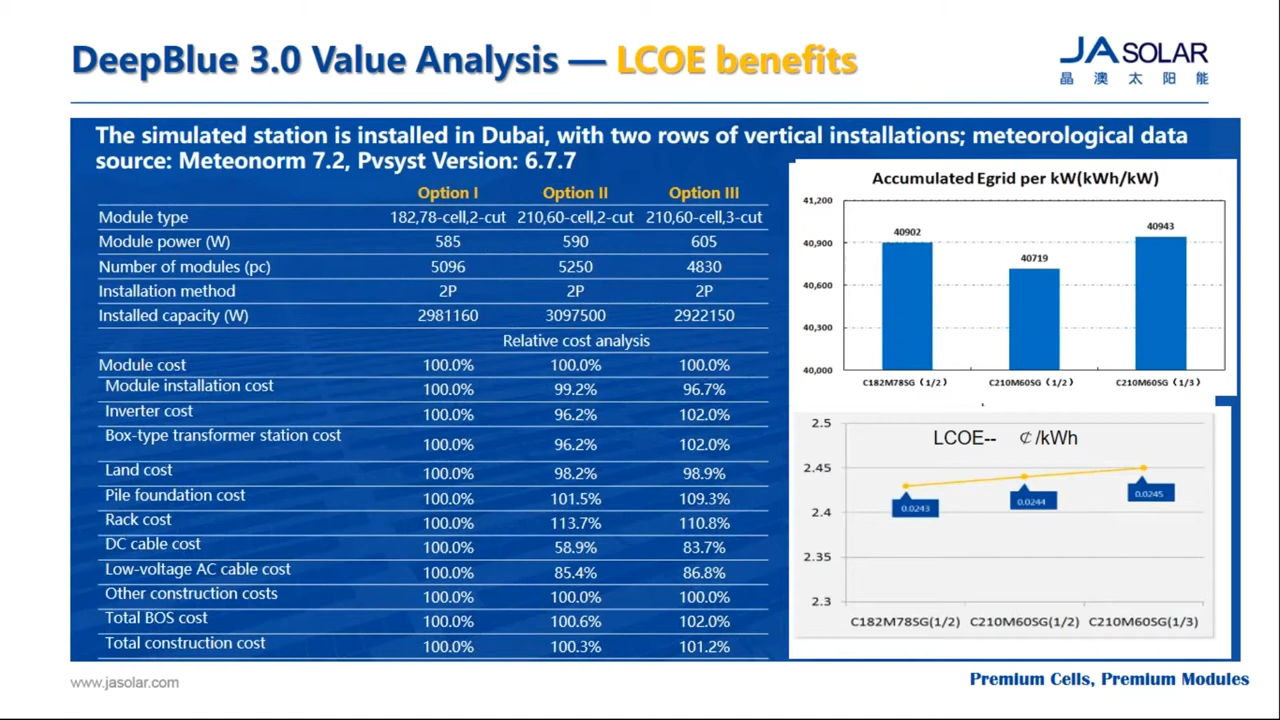 DeepBlue 3.0 Value Analysis — LCOE benefits
JA SOLAR
晶 澳 太 阳 能
The simulated station is installed in Dubai, with two rows of vertical installations; meteorological data
source: Meteonorm 7.2, Pvsyst Version: 6.7.7
Option I Option II Option III
Module type 182,78-cell,2-cut 210,60-cell,2-cut 210,60-cell,3-cut
Module power (W) 585 590 605
Number of modules (pc) 5096 5250 4830
Installation method 2P 2P 2P
Installed capacity (W) 2981160 3097500 2922150
Relative cost analysis
Module cost 100.0% 100.0% 100.0%
Module installation cost 100.0% 99.2% 96.7%
Inverter cost 100.0% 96.2% 102.0%
Box-type transformer station cost 100.0% 96.2% 102.0%
Land cost 100.0% 98.2% 98.9%
Pile foundation cost 100.0% 101.5% 109.3%
Rack cost 100.0% 113.7% 110.8%
DC cable cost 100.0% 58.9% 83.7%
Low-voltage AC cable cost 100.0% 85.4% 86.8%
Other construction costs 100.0% 100.0% 100.0%
Total BOS cost 100.0% 100.6% 102.0%
Total construction cost 100.0% 100.3% 101.2%
Accumulated Egrid per kW(kWh/kW)
41,200
40,900
40,600
40,300
40,000
40902
40719
40943
C182M78SG（1/2） C210M60SG（1/2） C210M60SG（1/3）
LCOE-- ￠/kWh
2.5
2.45
2.4
2.35
2.3
0.0243
0.0244
0.0245
C182M78SG(1/2) C210M60SG(1/2) C210M60SG(1/3)
www.jasolar.com
Premium Cells, Premium Modules